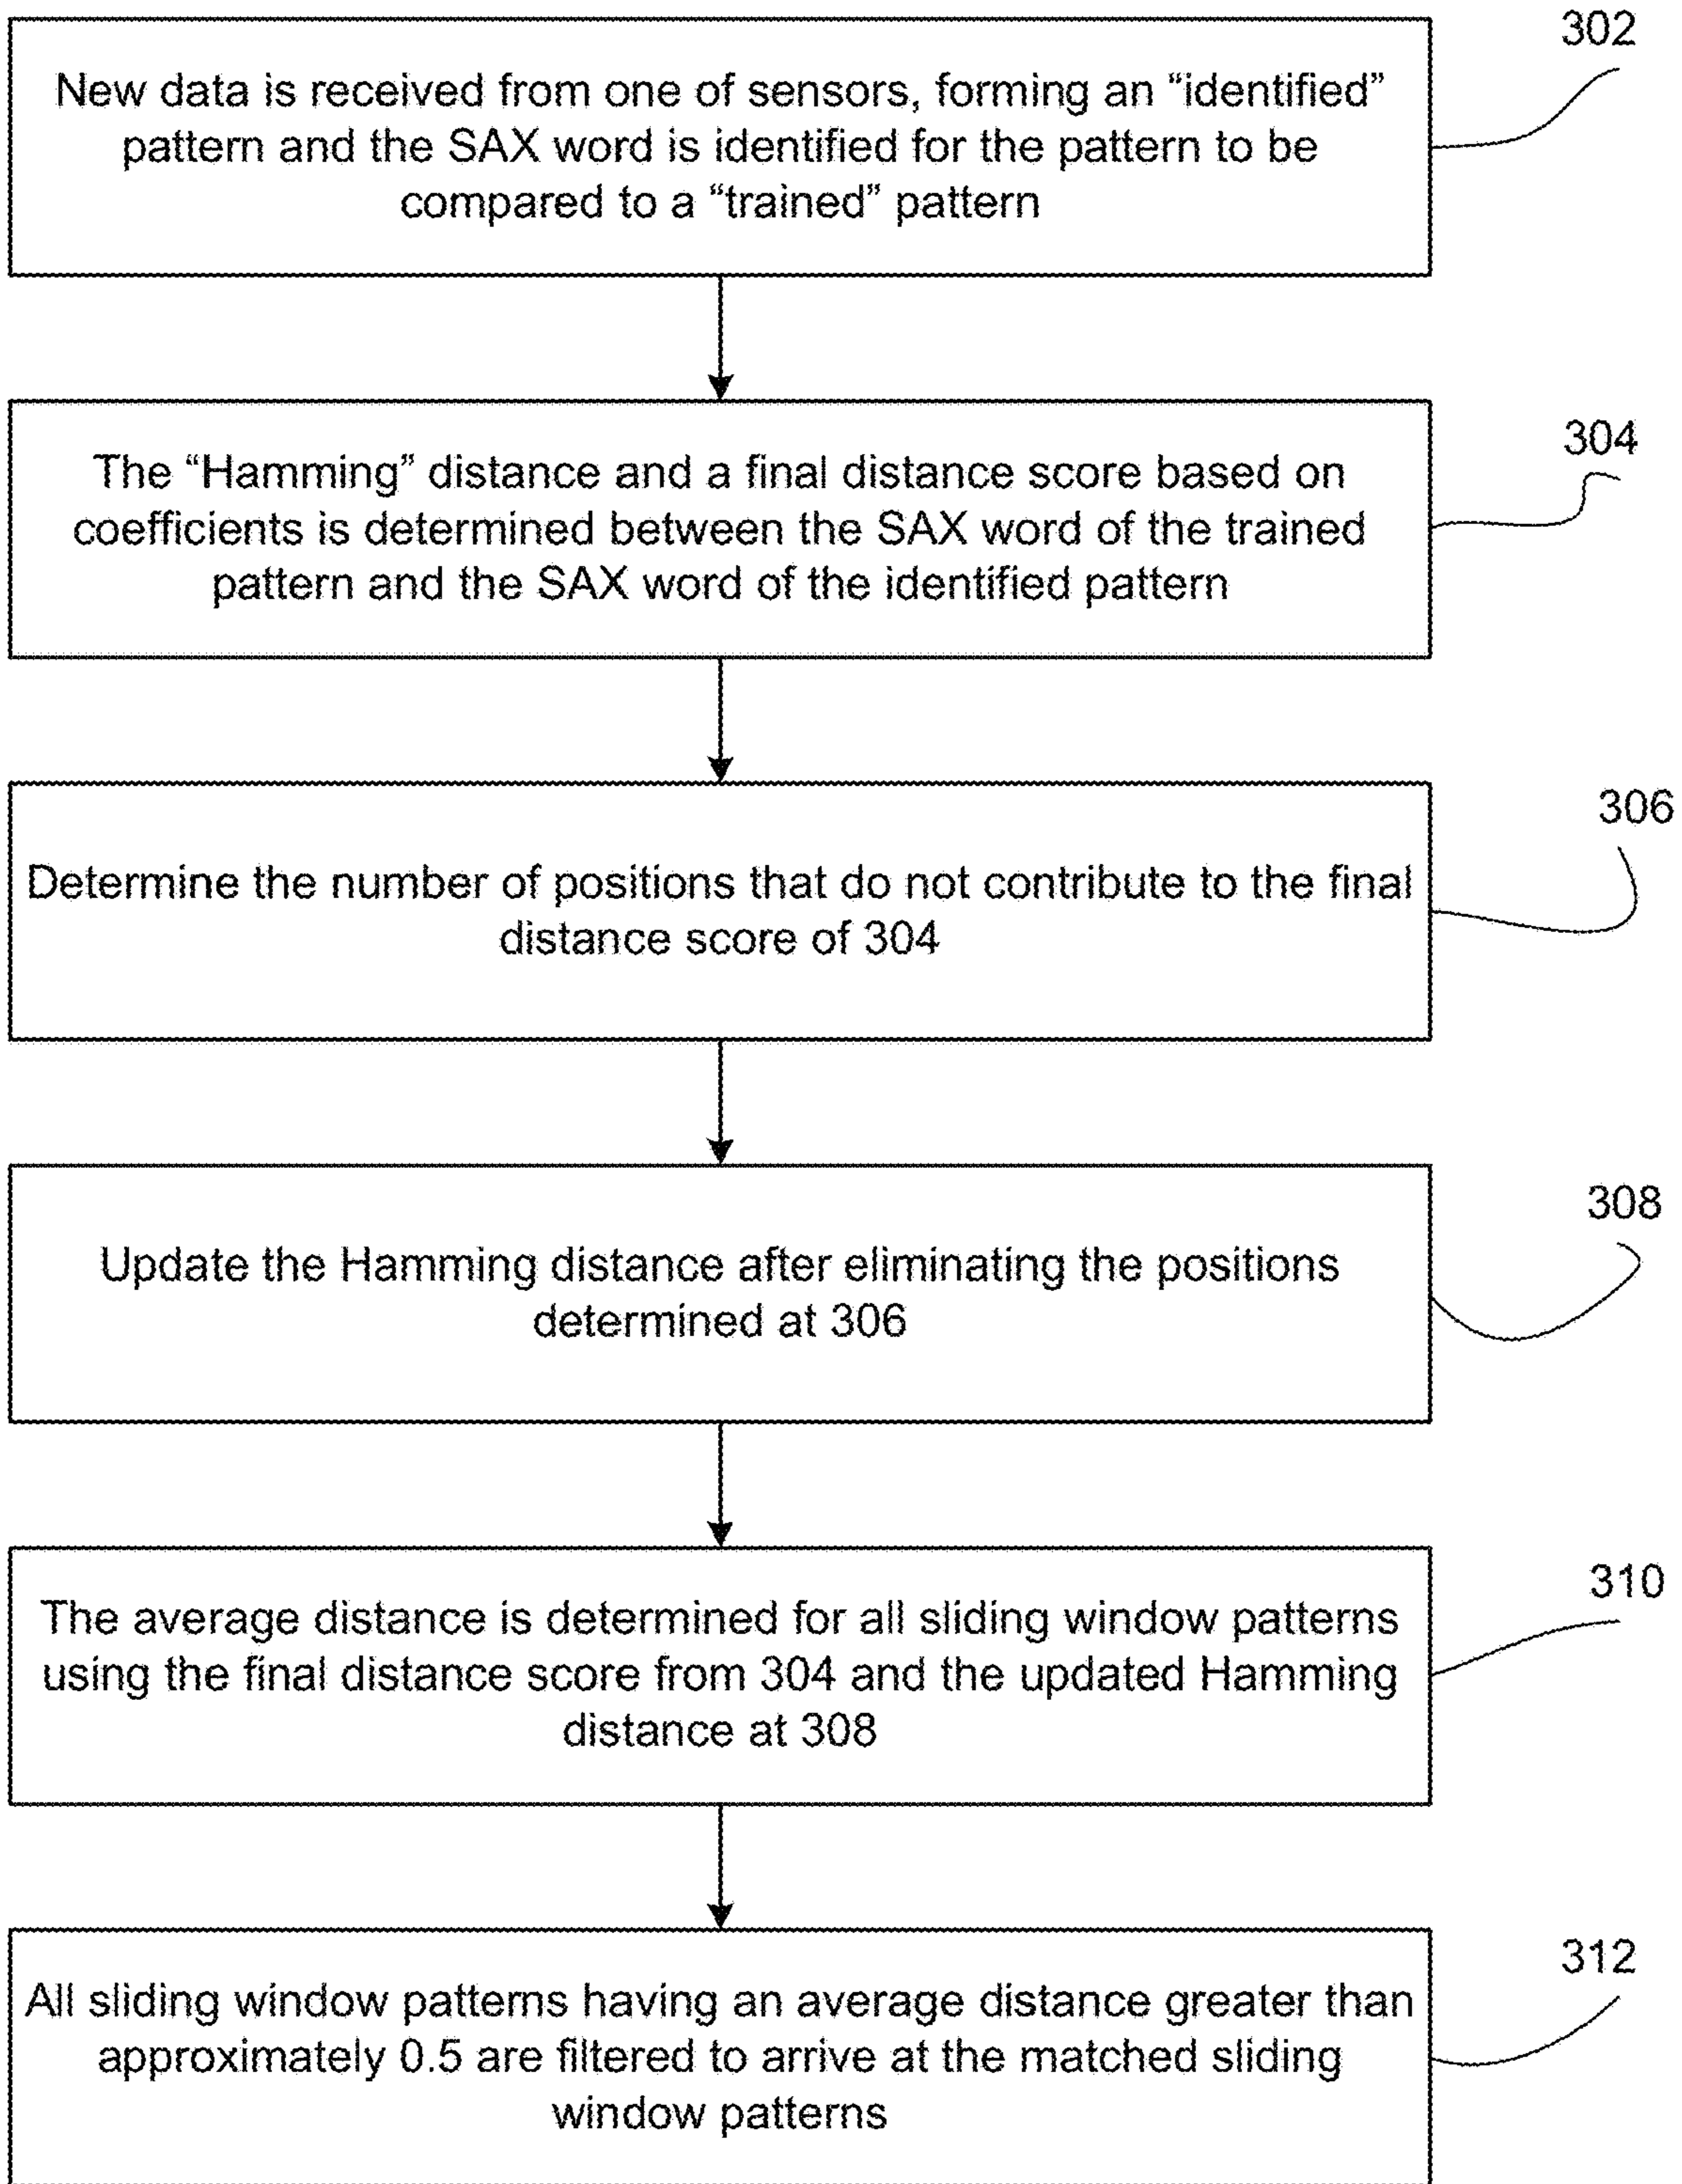 302
New data is received from one of sensors, forming an “identified”
pattern and the SAX word is identified for the pattern to be
compared to a “trained” pattern
304
The “Hamming” distance and a final distance score based on
coefficients is determined between the SAX word of the trained
pattern and the SAX word of the identified pattern
306
Determine the number of positions that do not contribute to the final
distance score of 304
308
Update the Hamming distance after eliminating the positions
determined at 306
310
The average distance is determined for all sliding window patterns
using the final distance score from 304 and the updated Hamming
distance at 308
312
All sliding window patterns having an average distance greater than
approximately 0.5 are filtered to arrive at the matched sliding
window patterns